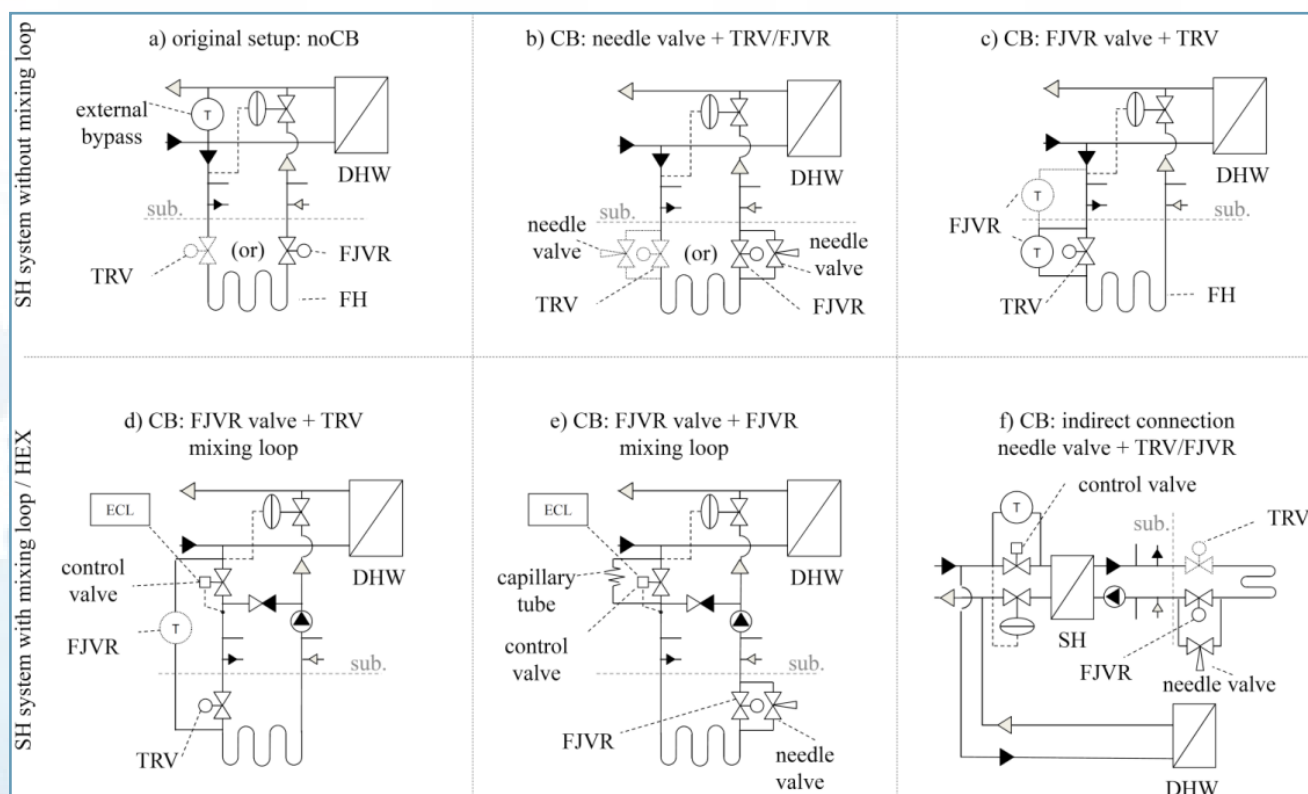 SH system without mixing loop
a) original setup: noCB
external
bypass
T
DHW
sub.
TRV
(or)
FJVR
FH
b) CB: needle valve + TRV/FJVR
DHW
sub.
needle
valve
(or)
needle
valve
TRV
FJVR
c) CB: FJVR valve + TRV
DHW
T
FJVR
T
sub.
TRV
FH
SH system with mixing loop / HEX
d) CB: FJVR valve + TRV
mixing loop
ECL
control
valve
DHW
FJVR
T
sub.
TRV
e) CB: FJVR valve + FJVR
mixing loop
ECL
capillary
tube
DHW
control
valve
sub.
FJVR
needle
valve
f) CB: indirect connection
needle valve + TRV/FJVR
control valve
T
sub.
TRV
SH
FJVR
needle valve
DHW